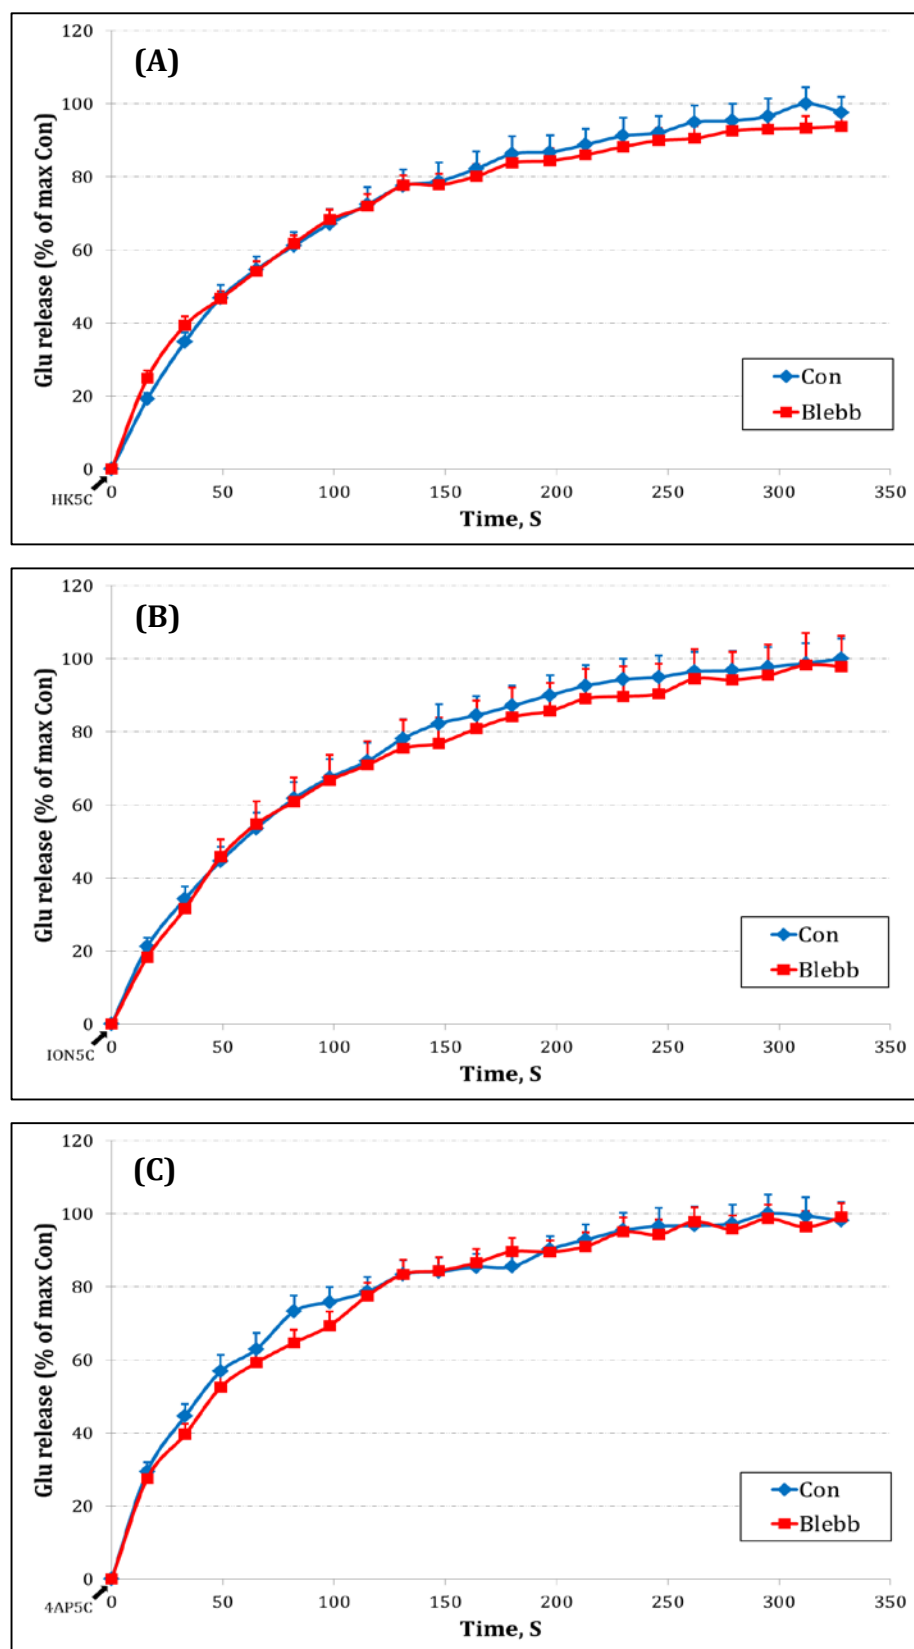 (A)
Glu release (% of max Con)
120
100
80
60
40
20
0
Con
Blebb
HK5C
0 50 100 150 200 250 300 350
Time, S
(B)
Glu release (% of max Con)
120
100
80
60
40
20
0
Con
Blebb
ION5C
0 50 100 150 200 250 300 350
Time, S
(C)
Glu release (% of max Con)
120
100
80
60
40
20
0
Con
Blebb
4AP5C
0 50 100 150 200 250 300 350
Time, S